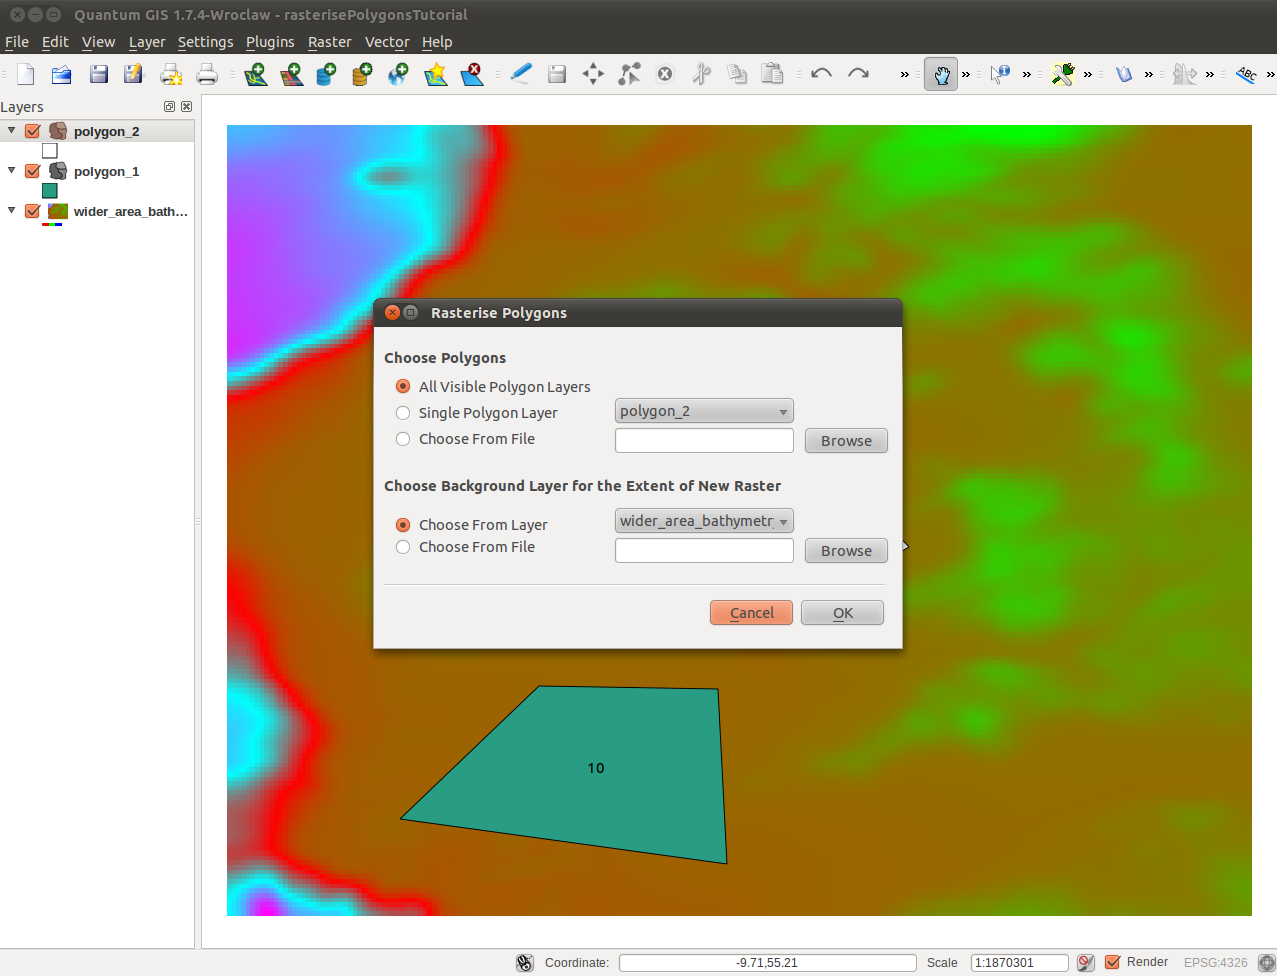 Quantum GIS 1.7.4-Wroclaw - rasterisePolygonsTutorial
File Edit View Layer Settings Plugins Raster Vector Help
ABC
Layers
polygon_2
polygon_1
wider_area_bath...
Rasterise Polygons
Choose Polygons
All Visible Polygon Layers
Single Polygon Layer polygon_2
Choose From File Browse
Choose Background Layer for the Extent of New Raster
Choose From Layer wider_area_bathymetr
Choose From File Browse
Cancel OK
10
Coordinate: -9.71,55.21 Scale 1:1870301 Render EPSG:4326